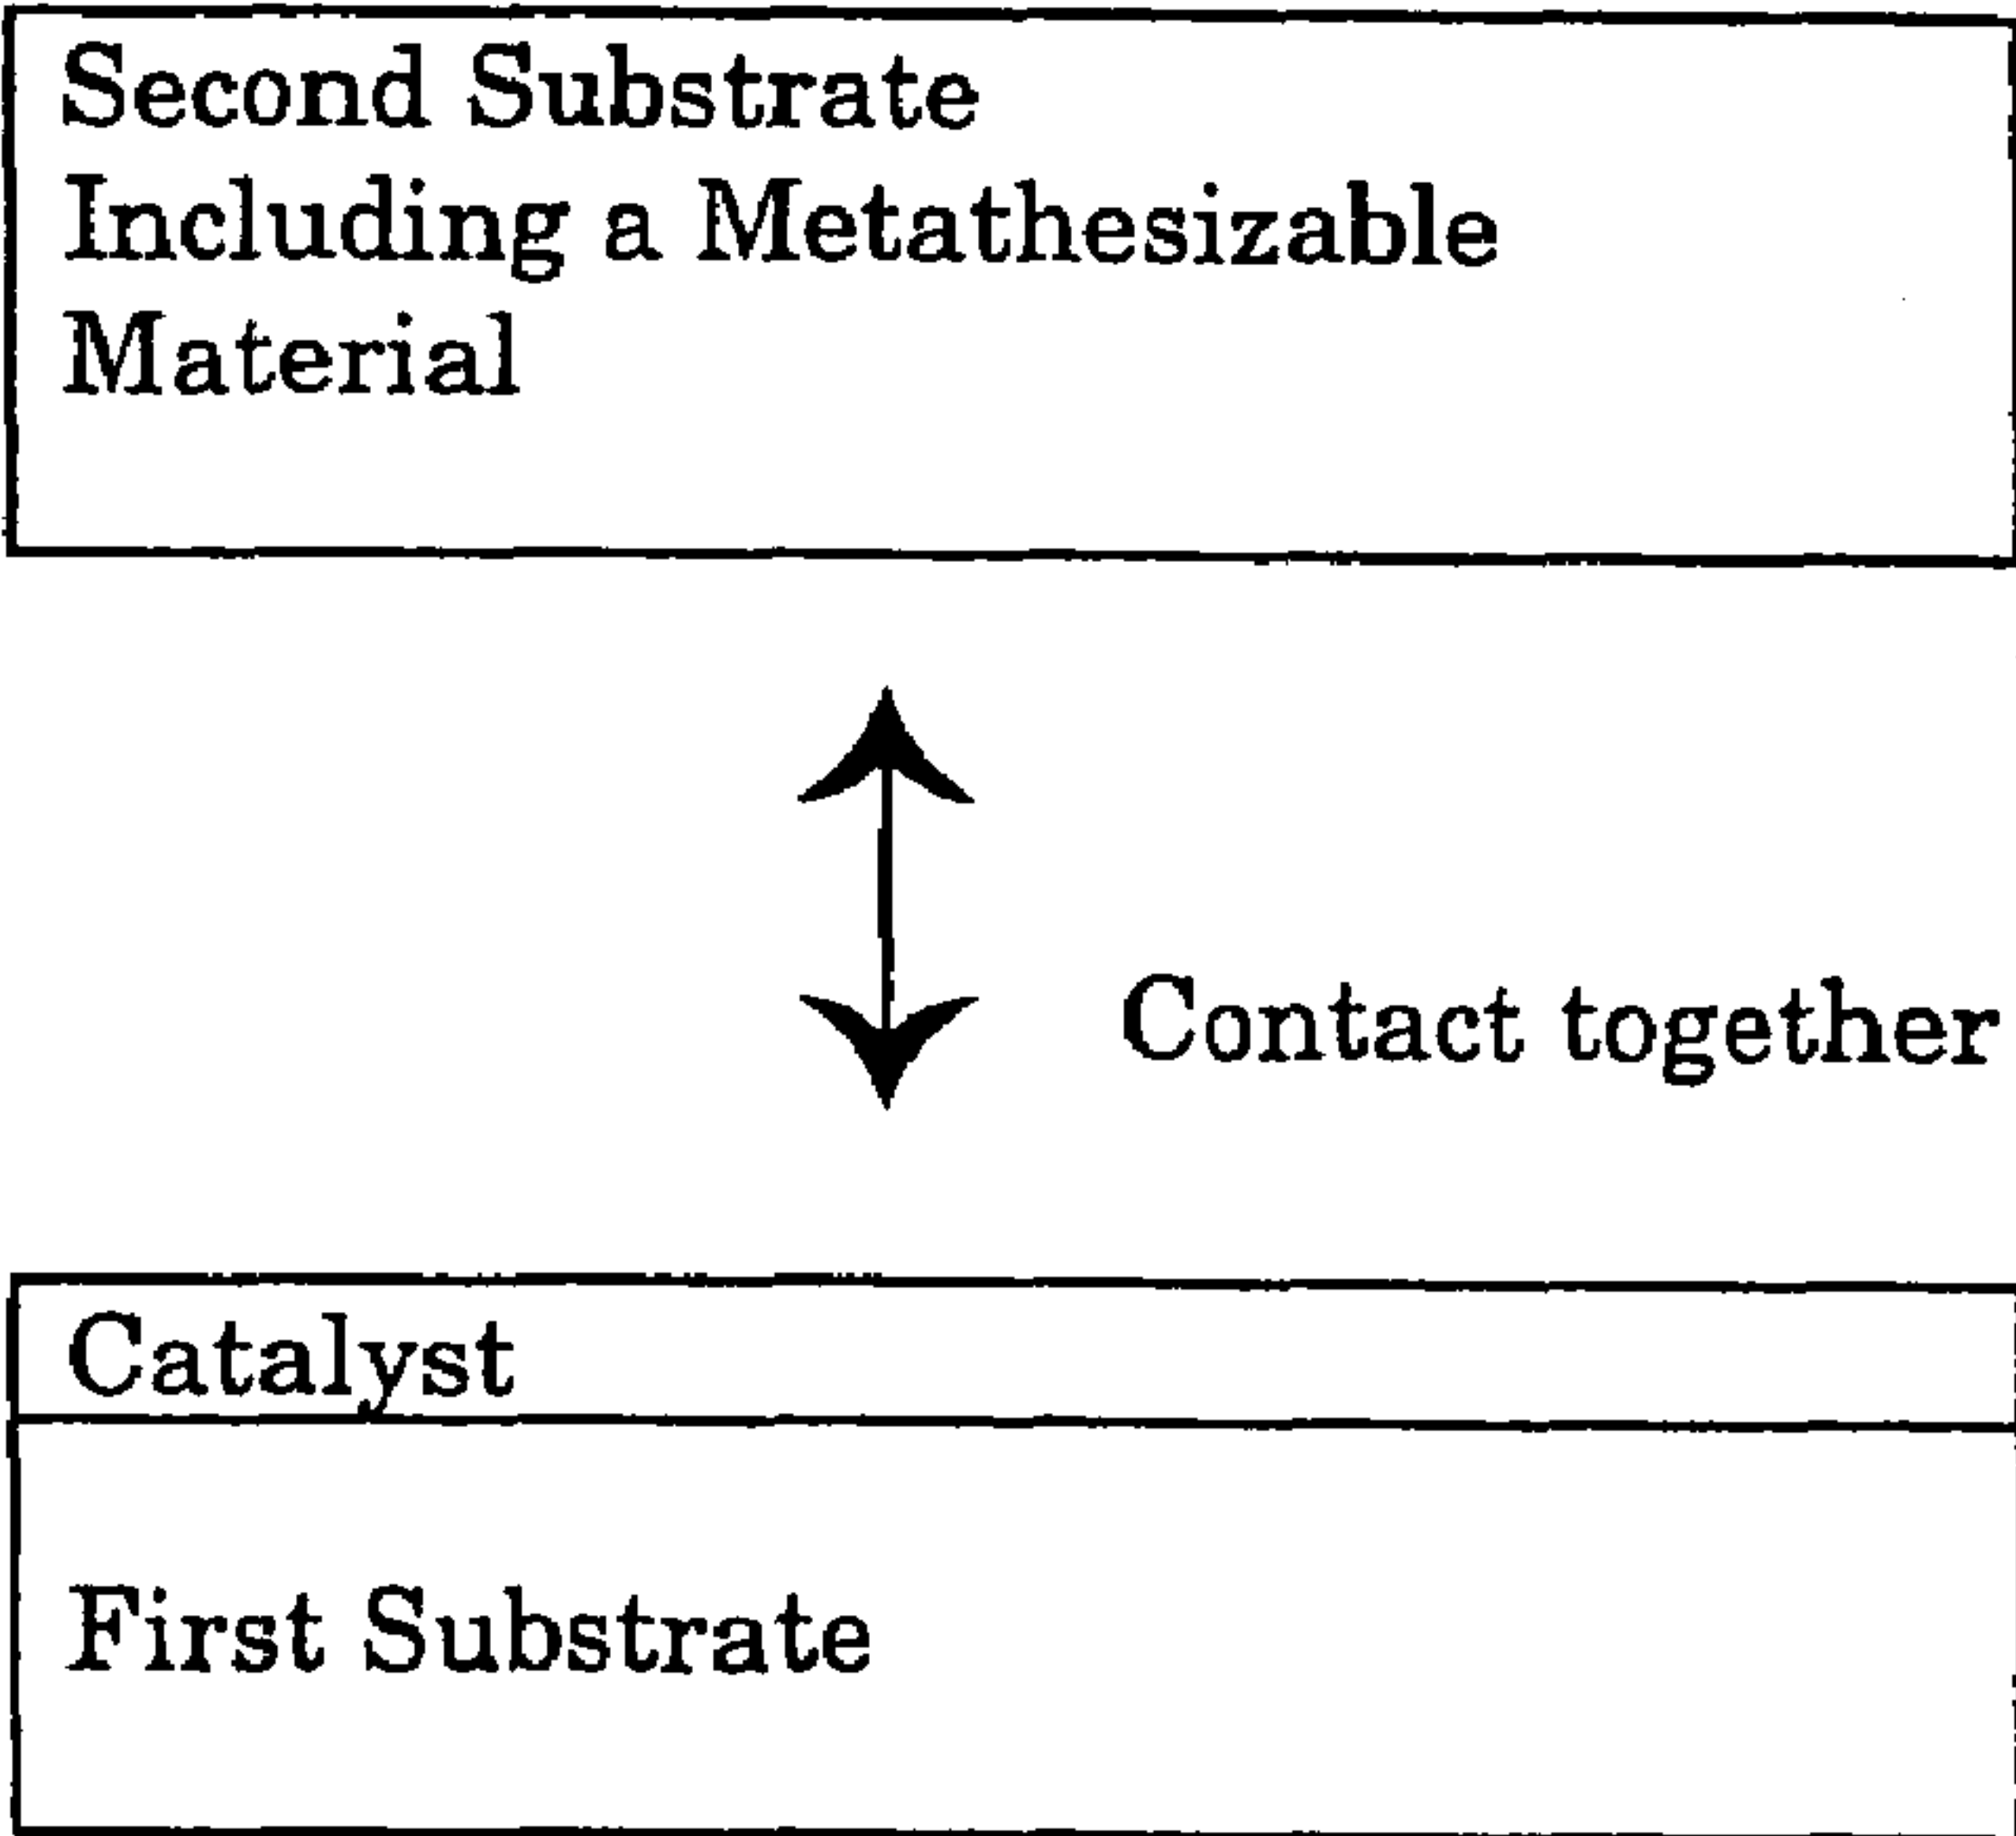 Second Substrate
Including a Metathesizable
Material
Contact together
Catalyst
First Substrate